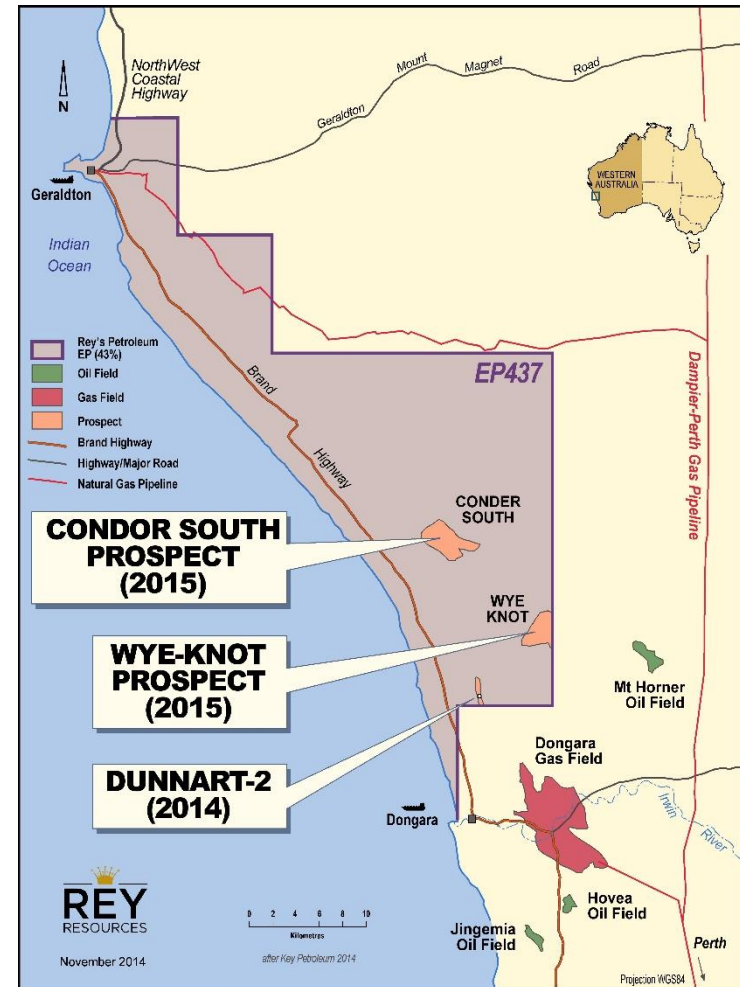 NorthWest
Coastal
Highway
N
Geraldton Mount Magnet Road
WESTERN
AUSTRALIA
Geraldton
Indian
Ocean
Rey's Petroleum
EP (43%)
Oil Field
Gas Field
Prospect
Brand Highway
Highway/Major Road
Natural Gas Pipeline
Brand Highway
EP437
Dampier-Perth Gas Pipeline
CONDER
SOUTH
CONDOR SOUTH
PROSPECT
(2015)
WYE
KNOT
WYE-KNOT
PROSPECT
(2015)
Mt Horner
Oil Field
Dongara
Gas Field
DUNNART-2
(2014)
Dongara
Irwin River
Hovea
Oil Field
Jingemia
Oil Field
Perth
REY
RESOURCES
November 2014
0 2 4 6 8 10
Kilometres
after Key Petroleum 2014
Projection WGS84